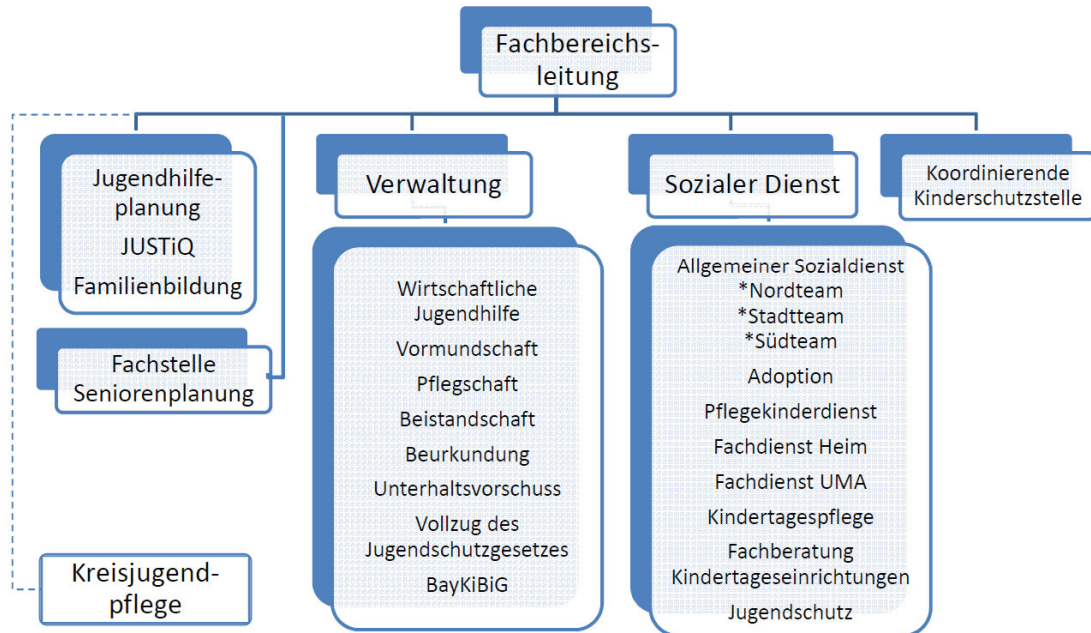 Fachbereichs-
leitung
Jugendhilfe-
planung
JUSTiQ
Familienbildung
Fachstelle
Seniorenplanung
Kreisjugend-
pflege
Verwaltung
Wirtschaftliche
Jugendhilfe
Vormundschaft
Pflegschaft
Beistandschaft
Beurkundung
Unterhaltsvorschuss
Vollzug des
Jugendschutzgesetzes
BayKiBiG
Sozialer Dienst
Allgemeiner Sozialdienst
*Nordteam
*Stadtteam
*Südteam
Adoption
Pflegekinderdienst
Fachdienst Heim
Fachdienst UMA
Kindertagespflege
Fachberatung
Kindertageseinrichtungen
Jugendschutz
Koordinierende
Kinderschutzstelle